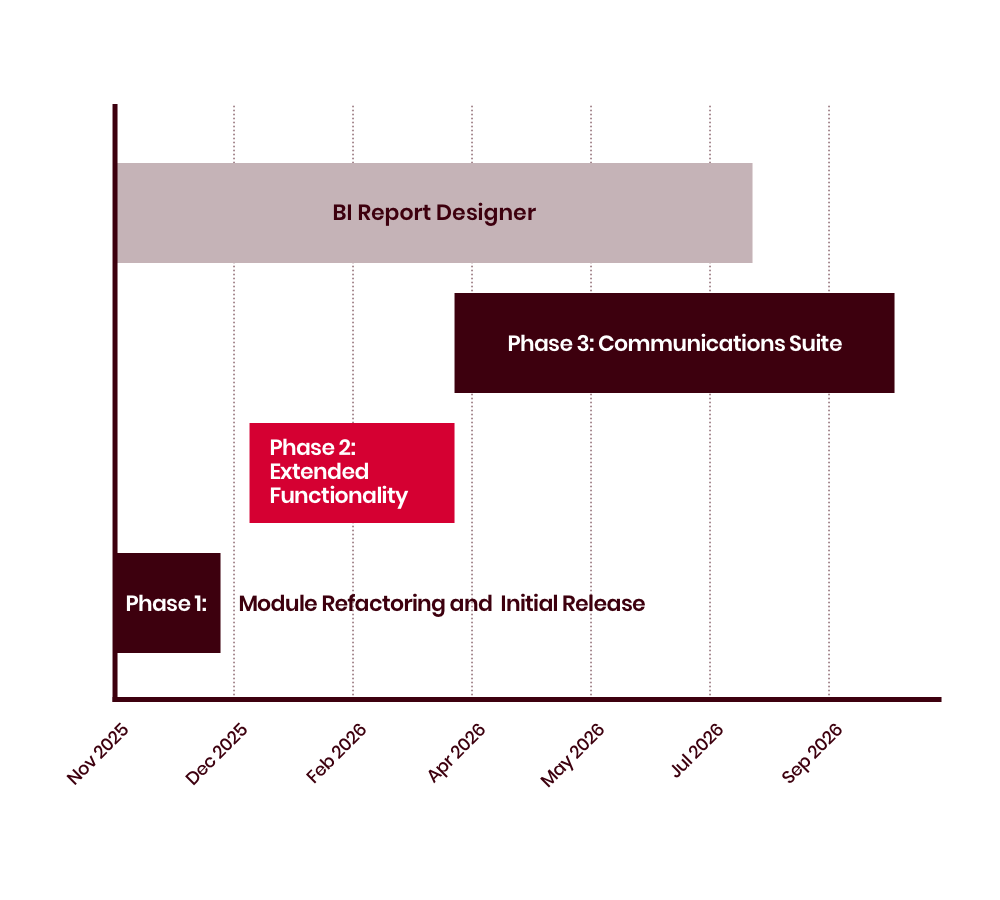 BI Report Designer
Phase 3: Communications Suite
Phase 2:
Extended
Functionality
Phase 1: Module Refactoring and Initial Release
Nov 2025
Dec 2025
Feb 2026
Apr 2026
May 2026
Jul 2026
Sep 2026